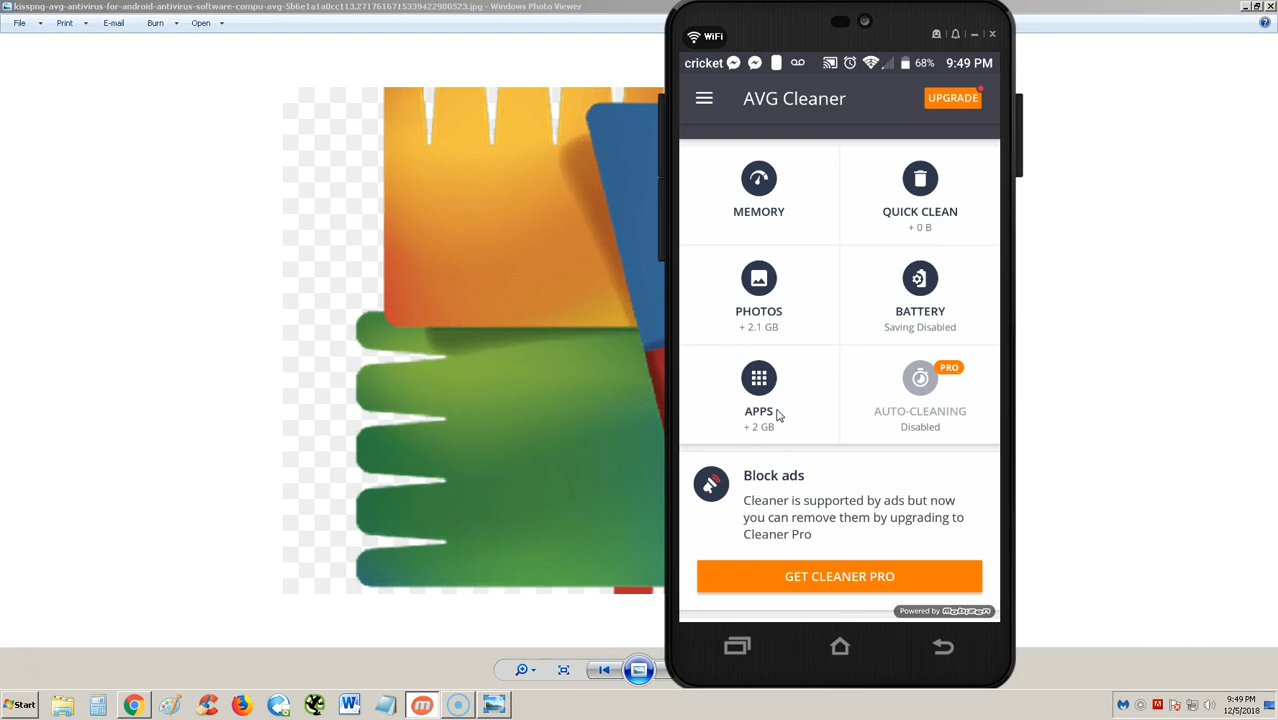 kisspng-avg-antivirus-for-android-antivirus-software-compu-avg-5b6e1a1a0cc113.2717616715339422980523.jpg - Windows Photo Viewer
File Print E-mail Burn Open
WiFi
cricket 68% 9:49 PM
AVG Cleaner UPGRADE
MEMORY
QUICK CLEAN
+ 0 B
PHOTOS
+ 2.1 GB
BATTERY
Saving Disabled
APPS
+ 2 GB
PRO
AUTO-CLEANING
Disabled
Block ads
Cleaner is supported by ads but now
you can remove them by upgrading to
Cleaner Pro
GET CLEANER PRO
Powered by mobizen
Start
9:49 PM
12/5/2018